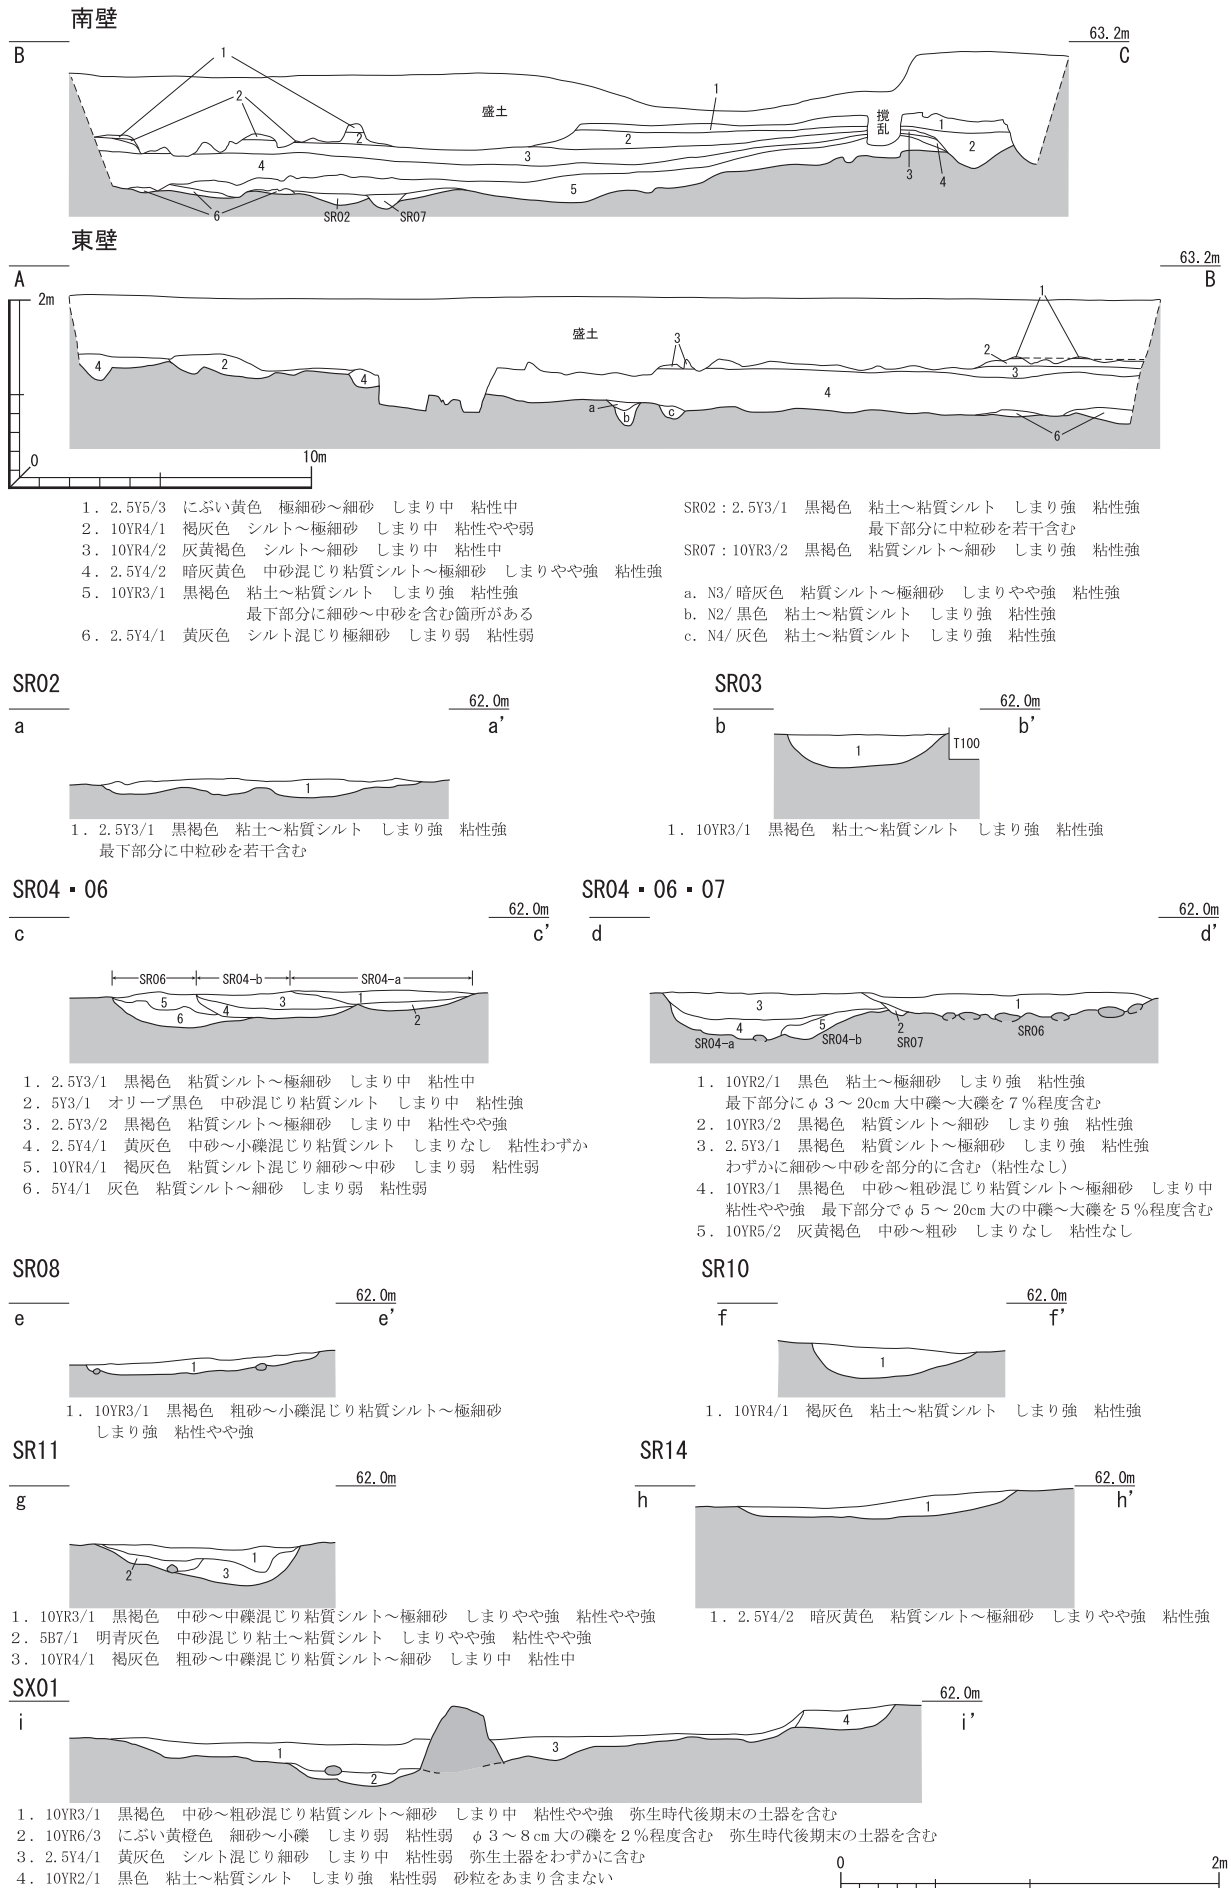 南壁
63.2m
B
C
1
2
1
盛土
撹乱
1
2
2
2
3
4
3
4
5
6
SR02
SR07
東壁
63.2m
A
B
2m
盛土
1
3
2
3
4
2
4
4
a
b
c
6
0
10m
1．2.5Y5/3　にぶい黄色　極細砂～細砂　しまり中　粘性中
2．10YR4/1　褐灰色　シルト～極細砂　しまり中　粘性やや弱
3．10YR4/2　灰黄褐色　シルト～細砂　しまり中　粘性中
4．2.5Y4/2　暗灰黄色　中砂混じり粘質シルト～極細砂　しまりやや強　粘性強
5．10YR3/1　黒褐色　粘土～粘質シルト　しまり強　粘性強
最下部分に細砂～中砂を含む箇所がある
6．2.5Y4/1　黄灰色　シルト混じり極細砂　しまり弱　粘性弱
SR02：2.5Y3/1　黒褐色　粘土～粘質シルト　しまり強　粘性強
最下部分に中粒砂を若干含む
SR07：10YR3/2　黒褐色　粘質シルト～細砂　しまり強　粘性強
a. N3/ 暗灰色　粘質シルト～極細砂　しまりやや強　粘性強
b. N2/ 黒色　粘土～粘質シルト　しまり強　粘性強
c. N4/ 灰色　粘土～粘質シルト　しまり強　粘性強
SR02
62.0m
a
a’
1
1．2.5Y3/1　黒褐色　粘土～粘質シルト　しまり強　粘性強
最下部分に中粒砂を若干含む
SR03
62.0m
b
b’
1
T100
1．10YR3/1　黒褐色　粘土～粘質シルト　しまり強　粘性強
SR04・06
62.0m
c
c’
SR06
SR04-b
SR04-a
5
3
1
6
4
2
1．2.5Y3/1　黒褐色　粘質シルト～極細砂　しまり中　粘性中
2．5Y3/1　オリーブ黒色　中砂混じり粘質シルト　しまり中　粘性強
3．2.5Y3/2　黒褐色　粘質シルト～極細砂　しまり中　粘性やや強
4．2.5Y4/1　黄灰色　中砂～小礫混じり粘質シルト　しまりなし　粘性わずか
5．10YR4/1　褐灰色　粘質シルト混じり細砂～中砂　しまり弱　粘性弱
6．5Y4/1　灰色　粘質シルト～細砂　しまり弱　粘性弱
SR04・06・07
62.0m
d
d’
3
1
4
5
2
SR04-a
SR04-b
SR07
SR06
1．10YR2/1　黒色　粘土～極細砂　しまり強　粘性強
最下部分にφ3～20cm 大中礫～大礫を7％程度含む
2．10YR3/2　黒褐色　粘質シルト～細砂　しまり強　粘性強
3．2.5Y3/1　黒褐色　粘質シルト～極細砂　しまり強　粘性強
わずかに細砂～中砂を部分的に含む（粘性なし）
4．10YR3/1　黒褐色　中砂～粗砂混じり粘質シルト～極細砂　しまり中
粘性やや強　最下部分でφ5～20cm 大の中礫～大礫を5％程度含む
5．10YR5/2　灰黄褐色　中砂～粗砂　しまりなし　粘性なし
SR08
62.0m
e
e’
1
1．10YR3/1　黒褐色　粗砂～小礫混じり粘質シルト～極細砂
しまり強　粘性やや強
SR10
62.0m
f
f’
1
1．10YR4/1　褐灰色　粘土～粘質シルト　しまり強　粘性強
SR11
62.0m
g
1
2
3
1．10YR3/1　黒褐色　中砂～中礫混じり粘質シルト～極細砂　しまりやや強　粘性やや強
2．5B7/1　明青灰色　中砂混じり粘土～粘質シルト　しまりやや強　粘性やや強
3．10YR4/1　褐灰色　粗砂～中礫混じり粘質シルト～細砂　しまり中　粘性中
SR14
62.0m
h
h’
1
1．2.5Y4/2　暗灰黄色　粘質シルト～極細砂　しまりやや強　粘性強
SX01
62.0m
i
i’
1
2
3
4
1．10YR3/1　黒褐色　中砂～粗砂混じり粘質シルト～細砂　しまり中　粘性やや強　弥生時代後期末の土器を含む
2．10YR6/3　にぶい黄橙色　細砂～小礫　しまり弱　粘性弱　φ3～8cm 大の礫を2％程度含む　弥生時代後期末の土器を含む
3．2.5Y4/1　黄灰色　シルト混じり細砂　しまり中　粘性弱　弥生土器をわずかに含む
4．10YR2/1　黒色　粘土～粘質シルト　しまり強　粘性弱　砂粒をあまり含まない
0
2m